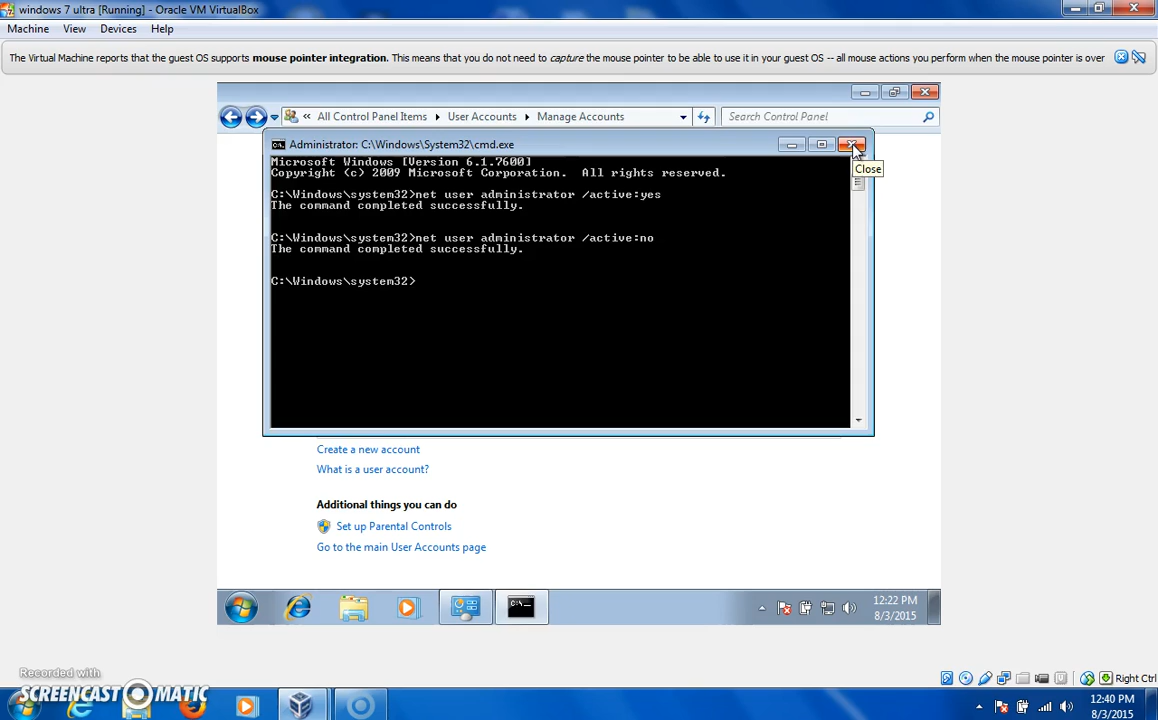 windows 7 ultra [Running] - Oracle VM VirtualBox
Machine View Devices Help
The Virtual Machine reports that the guest OS supports mouse pointer integration. This means that you do not need to capture the mouse pointer to be able to use it in your guest OS -- all mouse actions you perform when the mouse pointer is over
« All Control Panel Items User Accounts Manage Accounts Search Control Panel
Administrator: C:\Windows\System32\cmd.exe
Close
Microsoft Windows [Version 6.1.7600]
Copyright (c) 2009 Microsoft Corporation. All rights reserved.
C:\Windows\system32>net user administrator /active:yes
The command completed successfully.
C:\Windows\system32>net user administrator /active:no
The command completed successfully.
C:\Windows\system32>
Create a new account
What is a user account?
Additional things you can do
Set up Parental Controls
Go to the main User Accounts page
12:22 PM
8/3/2015
Right Ctrl
Recorded with
SCREENCAST MATIC
12:40 PM
8/3/2015